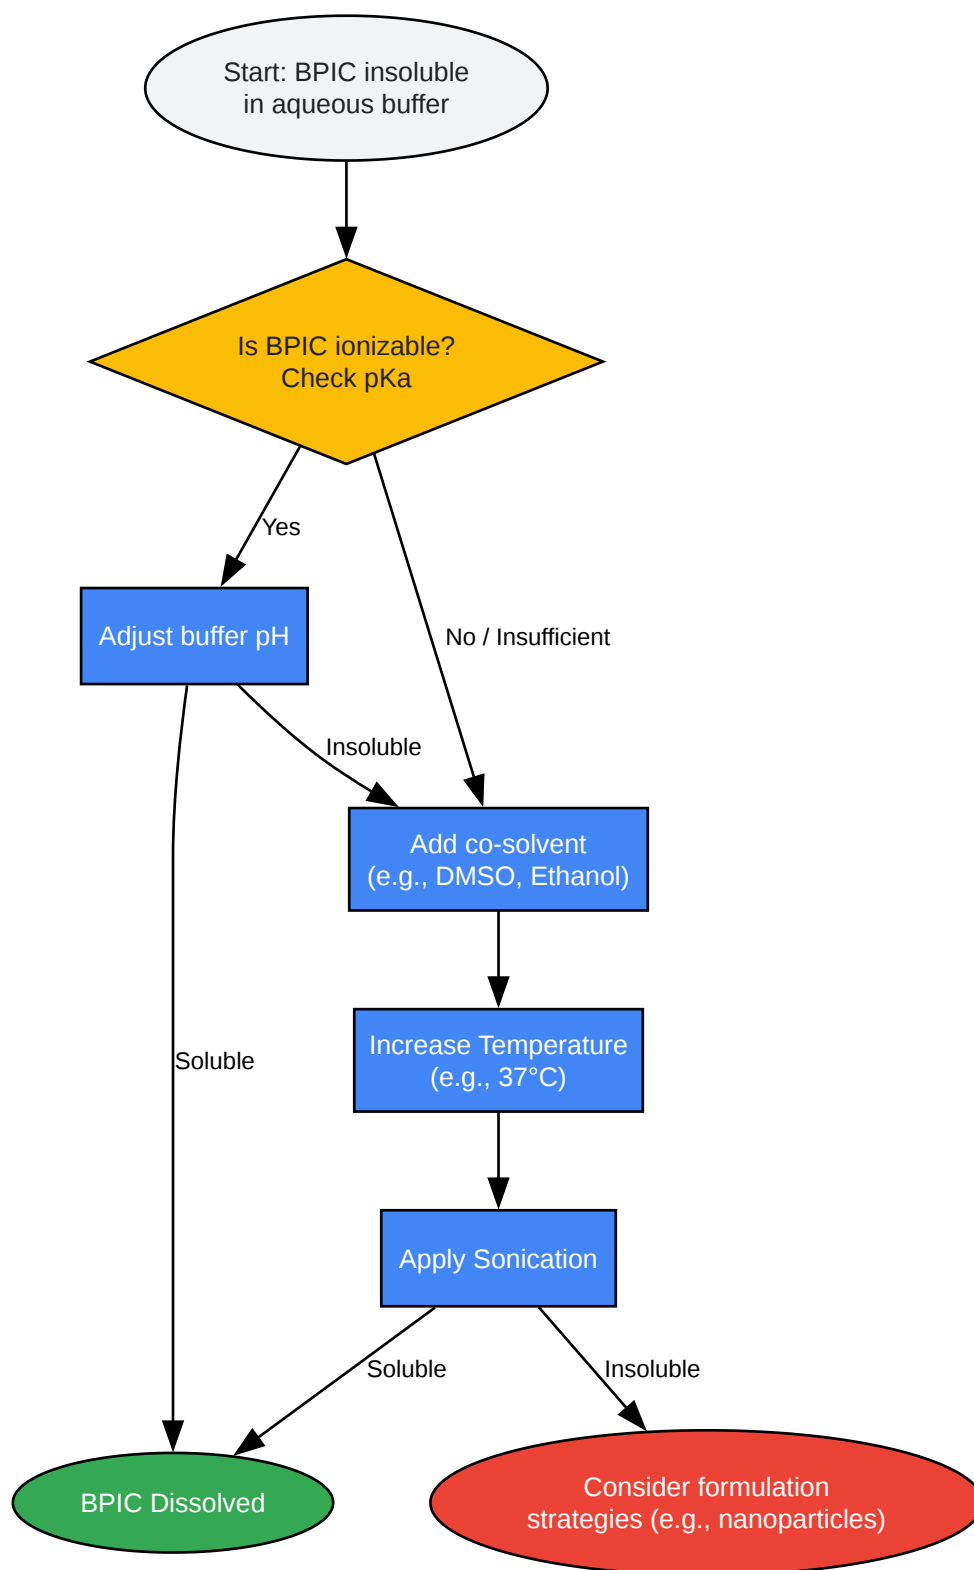 Start: BPIC insoluble
in aqueous buffer
Is BPIC ionizable?
Check pKa
Yes
Adjust buffer pH
No / Insufficient
Insoluble
Add co-solvent
(e.g., DMSO, Ethanol)
Increase Temperature
(e.g., 37°C)
Soluble
Apply Sonication
Soluble
Insoluble
BPIC Dissolved
Consider formulation
strategies (e.g., nanoparticles)